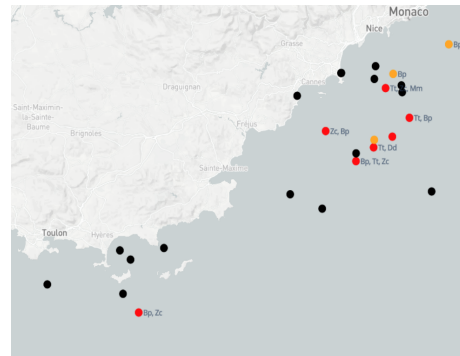 Monaco
Nice
Grasse
Bp
Bp
Cannes
Mm
Draguignan
Saint-Maximin-
la-Sainte-
Baume
Tt, Bp
Fréjus
Brignoles
Zc, Bp
Tt, Dd
Bp, Tt, Zc
Sainte-Maxime
Toulon
Hyères
Bp, Zc